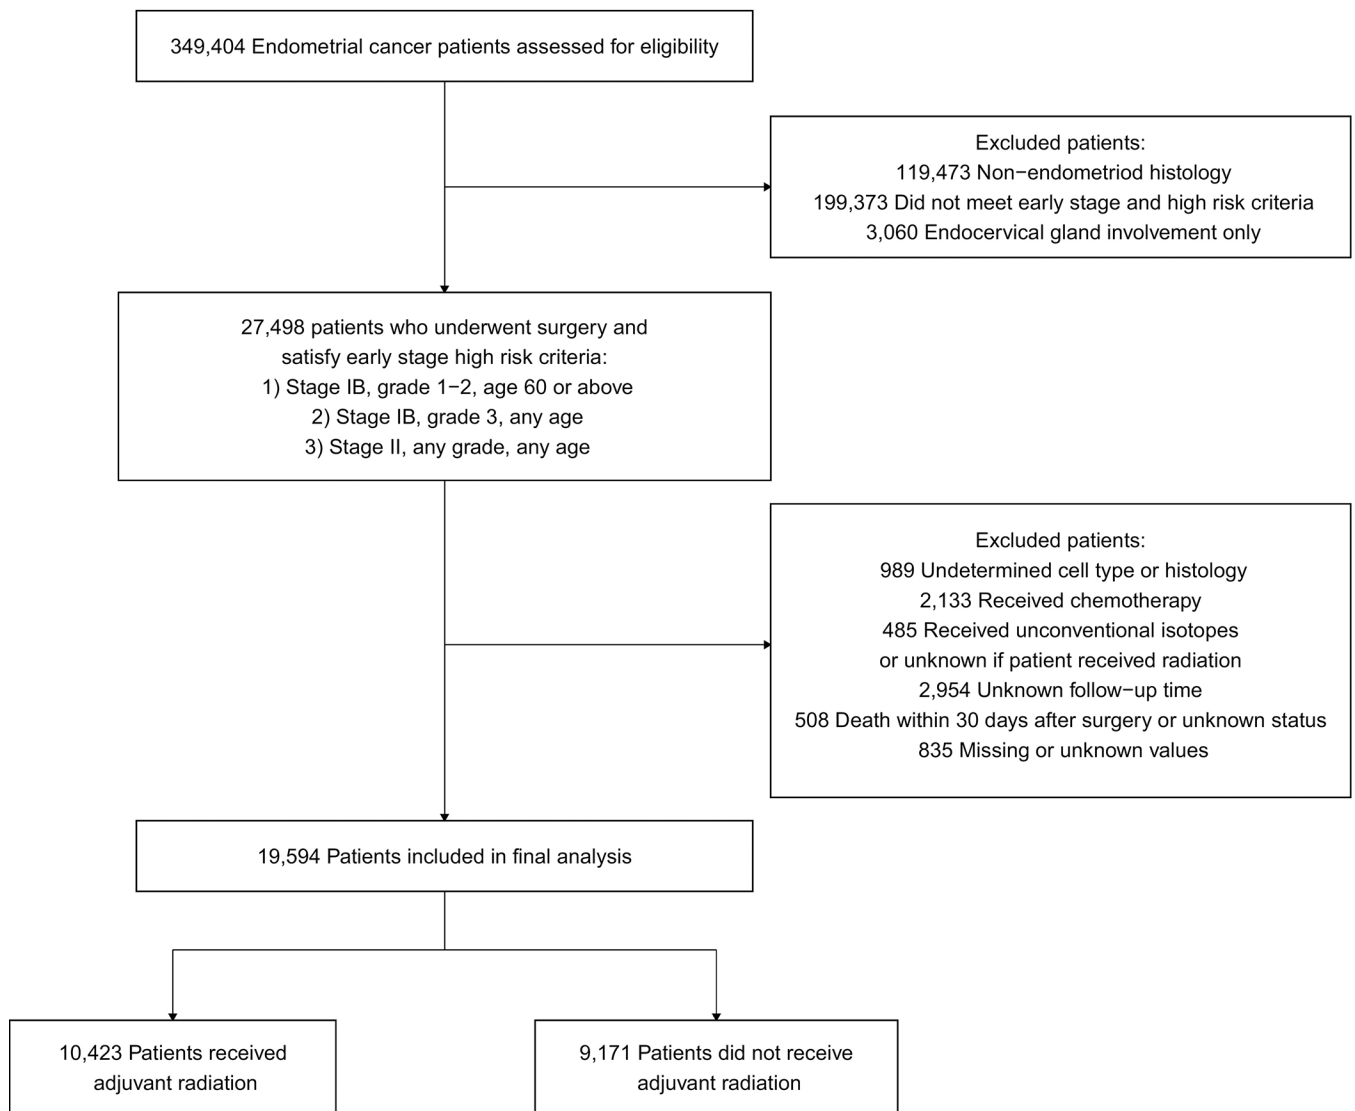 349,404 Endometrial cancer patients assessed for eligibility
Excluded patients:
119,473 Non−endometriod histology
199,373 Did not meet early stage and high risk criteria
3,060 Endocervical gland involvement only
27,498 patients who underwent surgery and
satisfy early stage high risk criteria:
1) Stage IB, grade 1−2, age 60 or above
2) Stage IB, grade 3, any age
3) Stage II, any grade, any age
Excluded patients:
989 Undetermined cell type or histology
2,133 Received chemotherapy
485 Received unconventional isotopes
or unknown if patient received radiation
2,954 Unknown follow−up time
508 Death within 30 days after surgery or unknown status
835 Missing or unknown values
19,594 Patients included in final analysis
10,423 Patients received
adjuvant radiation
9,171 Patients did not receive
adjuvant radiation